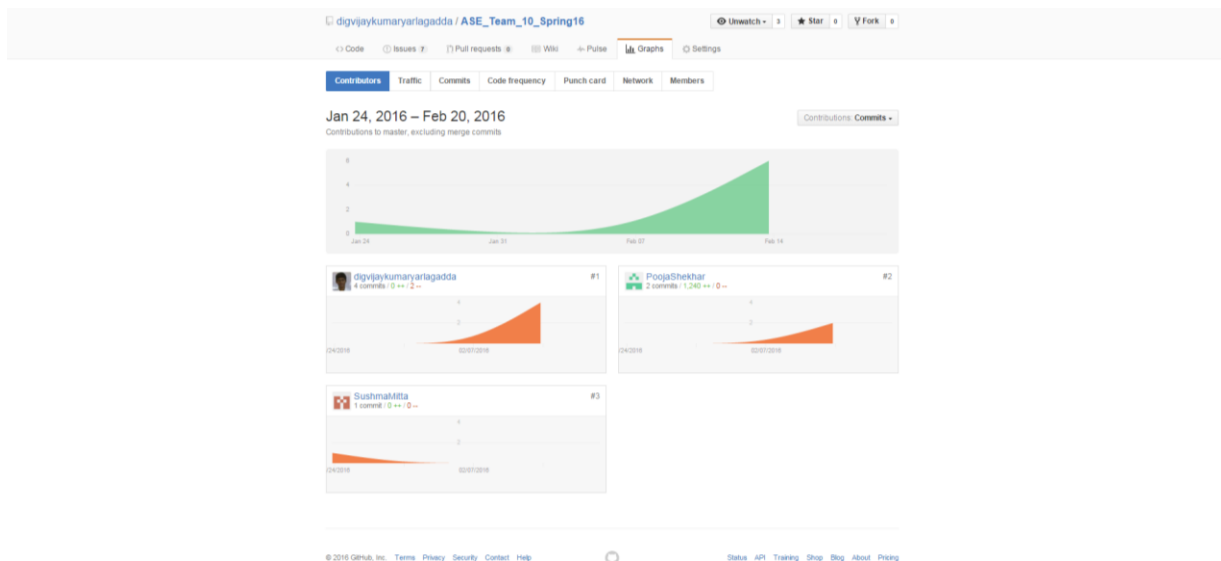 digvijaykumaryarlagadda / ASE_Team_10_Spring16
Unwatch 3 Star 0 Fork 0
Code Issues 7 Pull requests 0 Wiki Pulse Graphs Settings
Contributors Traffic Commits Code frequency Punch card Network Members
Jan 24, 2016 – Feb 20, 2016
Contributions: Commits
Contributions to master, excluding merge commits
6
4
2
0
Jan 24 Jan 31 Feb 07 Feb 14
digvijaykumaryarlagadda #1
4 commits / 0 ++ / 2 --
4
2
/24/2016 02/07/2016
PoojaShekhar #2
2 commits / 1,240 ++ / 0 --
4
2
/24/2016 02/07/2016
SushmaMitta #3
1 commit / 0 ++ / 0 --
4
2
/24/2016 02/07/2016
© 2016 GitHub, Inc. Terms Privacy Security Contact Help Status API Training Shop Blog About Pricing